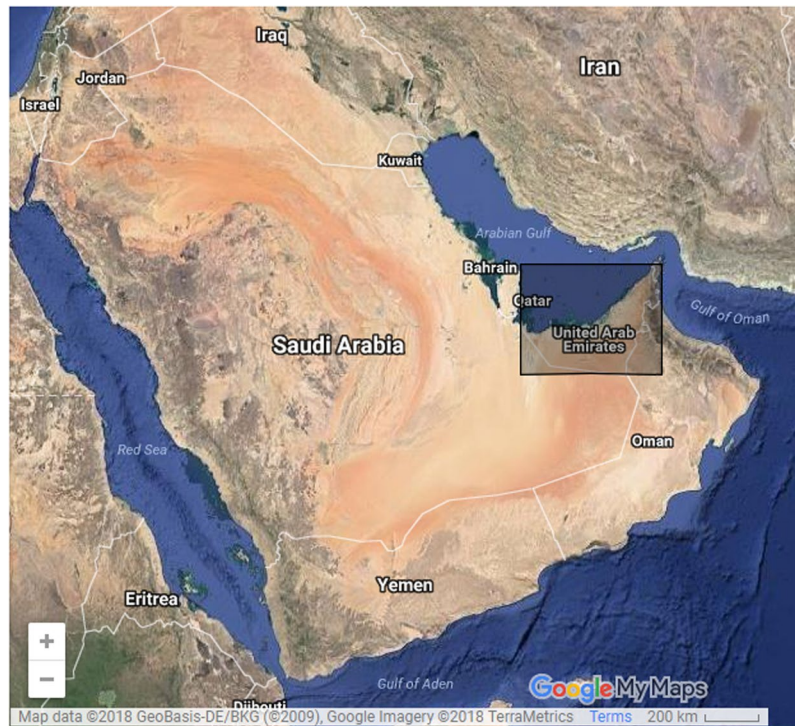 Iraq
Iran
Jordan
Israel
Kuwait
Arabian Gulf
Bahrain
Qatar
Gulf of Oman
United Arab
Emirates
Saudi Arabia
Oman
Red Sea
Yemen
Eritrea
+
−
Gulf of Aden
Google My Maps
Djibouti
Map data ©2018 GeoBasis-DE/BKG (©2009), Google Imagery ©2018 TerraMetrics Terms 200 km